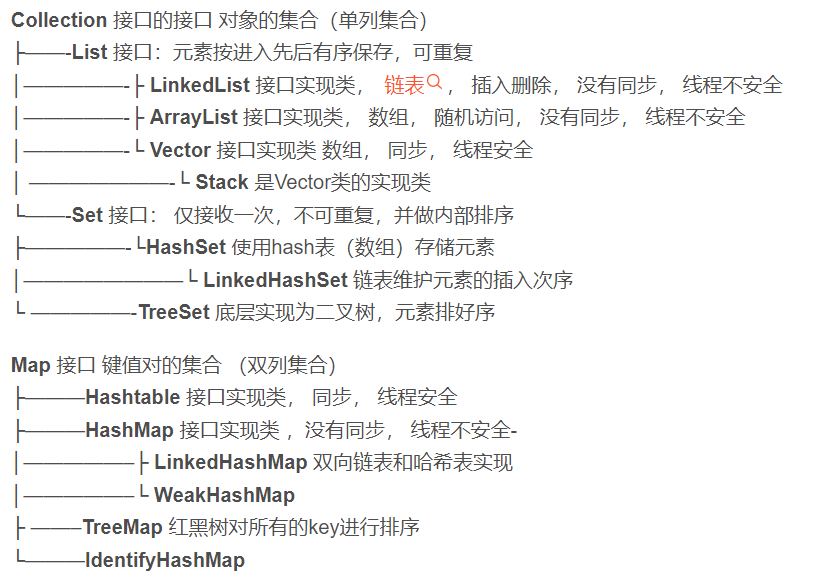 Collection 接口的接口 对象的集合（单列集合）
├——-List 接口：元素按进入先后有序保存，可重复
│—————-├ LinkedList 接口实现类， 链表， 插入删除， 没有同步， 线程不安全
│—————-├ ArrayList 接口实现类， 数组， 随机访问， 没有同步， 线程不安全
│—————-└ Vector 接口实现类 数组， 同步， 线程安全
│ ———————-└ Stack 是Vector类的实现类
└——-Set 接口： 仅接收一次，不可重复，并做内部排序
├—————-└HashSet 使用hash表（数组）存储元素
│————————└ LinkedHashSet 链表维护元素的插入次序
└ —————-TreeSet 底层实现为二叉树，元素排好序
Map 接口 键值对的集合 （双列集合）
├———Hashtable 接口实现类， 同步， 线程安全
├———HashMap 接口实现类 ，没有同步， 线程不安全-
│—————–├ LinkedHashMap 双向链表和哈希表实现
│—————–└ WeakHashMap
├ ——–TreeMap 红黑树对所有的key进行排序
└———IdentifyHashMap